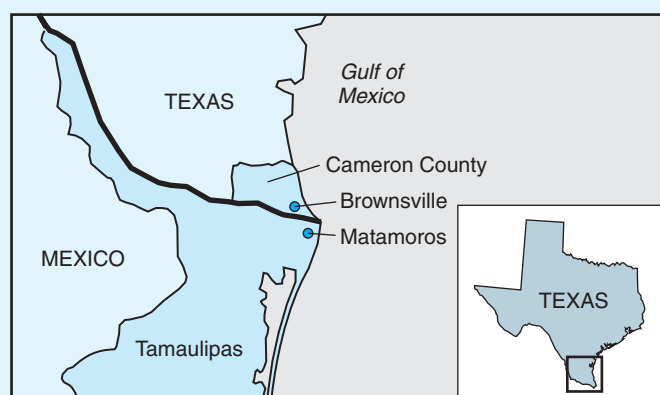 Gulf of
Mexico
TEXAS
Cameron County
Brownsville
Matamoros
MEXICO
Tamaulipas
TEXAS